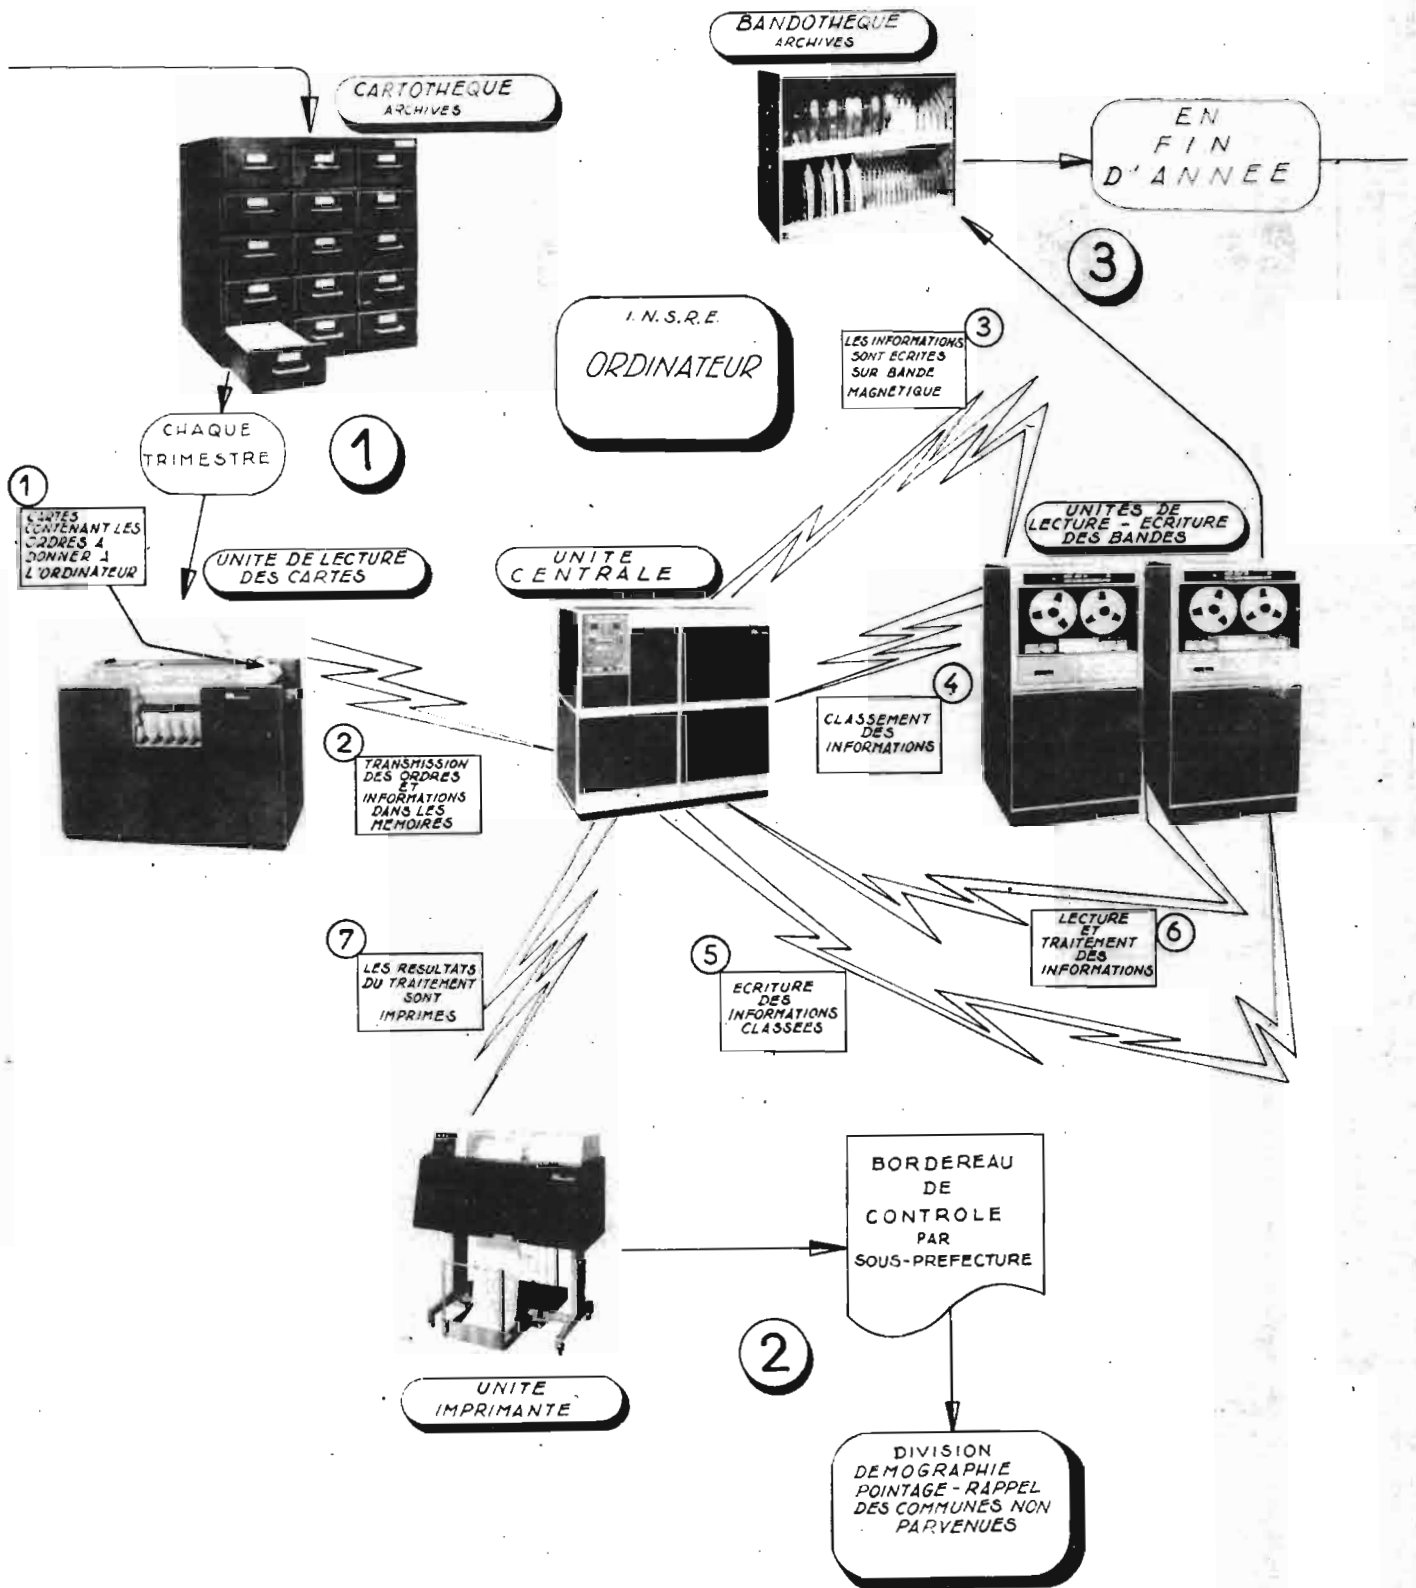 BANDOTHEQUE
ARCHIVES
CARTOTHEQUE
ARCHIVES
EN
FIN
D'ANNEE
3
I.N.S.R.E.
ORDINATEUR
3
LES INFORMATIONS
SONT ECRITES
SUR BANDE
MAGNETIQUE
CHAQUE
TRIMESTRE
1
1
CARTES
CONTENANT LES
ORDRES A
DONNER A
L'ORDINATEUR
UNITE DE LECTURE
DES CARTES
UNITE
CENTRALE
UNITÉS DE
LECTURE - ECRITURE
DES BANDES
4
CLASSEMENT
DES
INFORMATIONS
2
TRANSMISSION
DES ORDRES
ET
INFORMATIONS
DANS LES
MEMOIRES
7
LES RESULTATS
DU TRAITEMENT
SONT
IMPRIMES
5
ECRITURE
DES
INFORMATIONS
CLASSEES
6
LECTURE
ET
TRAITEMENT
DES
INFORMATIONS
BORDEREAU
DE
CONTROLE
PAR
SOUS-PREFECTURE
2
UNITE
IMPRIMANTE
DIVISION
DEMOGRAPHIE
POINTAGE - RAPPEL
DES COMMUNES NON
PARVENUES